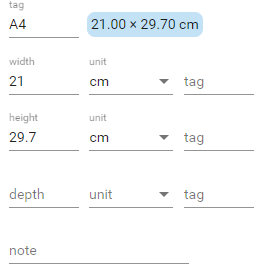 tag
A4 21.00 × 29.70 cm
width unit
21 cm tag
height unit
29.7 cm tag
depth unit tag
note